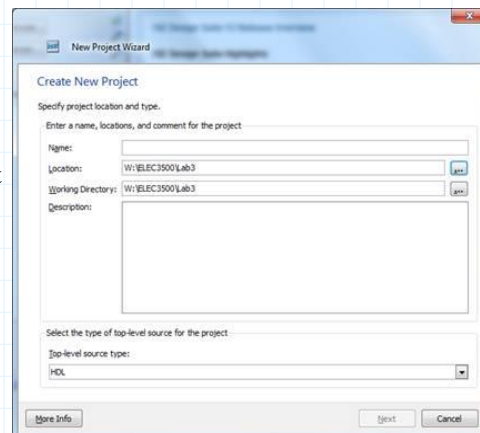 New Project Wizard
Create New Project
Specify project location and type.
Enter a name, locations, and comment for the project
Name:
Location: W:\ELEC3500\Lab3
Working Directory: W:\ELEC3500\Lab3
Description:
Select the type of top-level source for the project
Top-level source type:
HDL
More Info Next Cancel